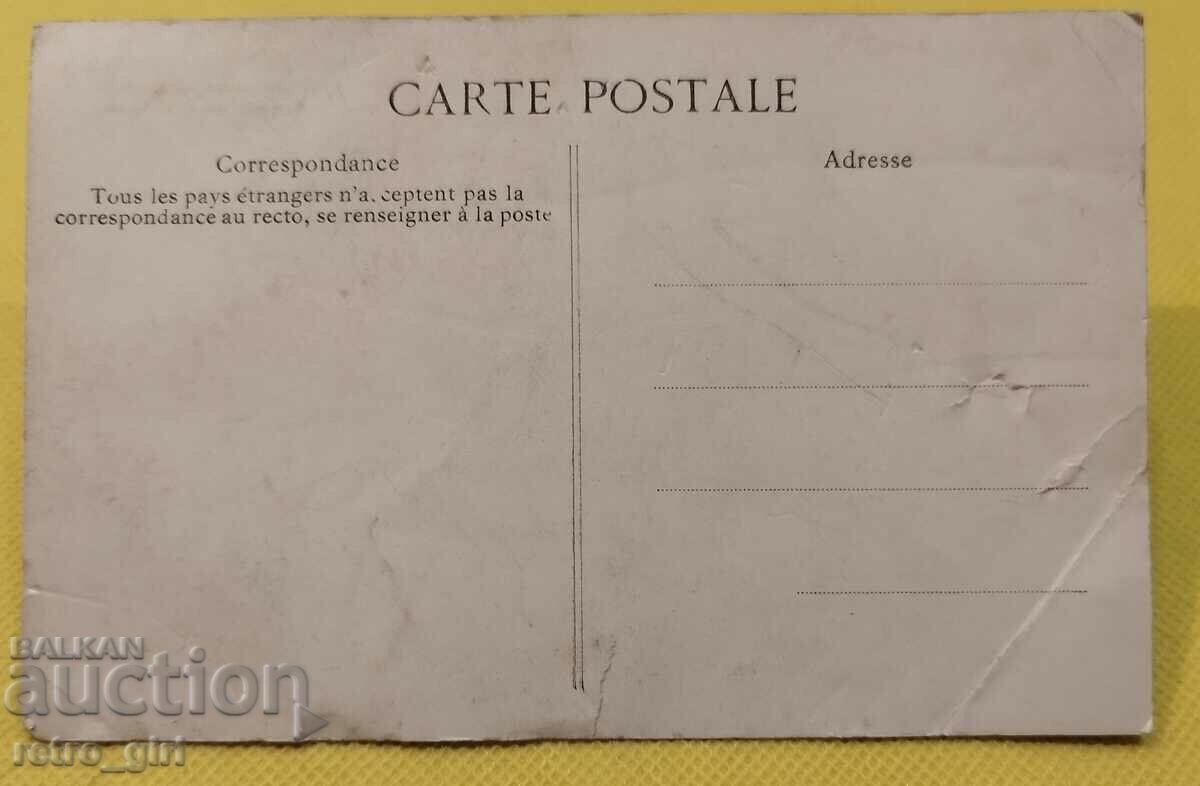 CARTE POSTALE
Correspondance
Tous les pays étrangers n'a.ceptent pas la
correspondance au recto, se renseigner à la poste
Adresse
BALKAN
auction
retro_girl